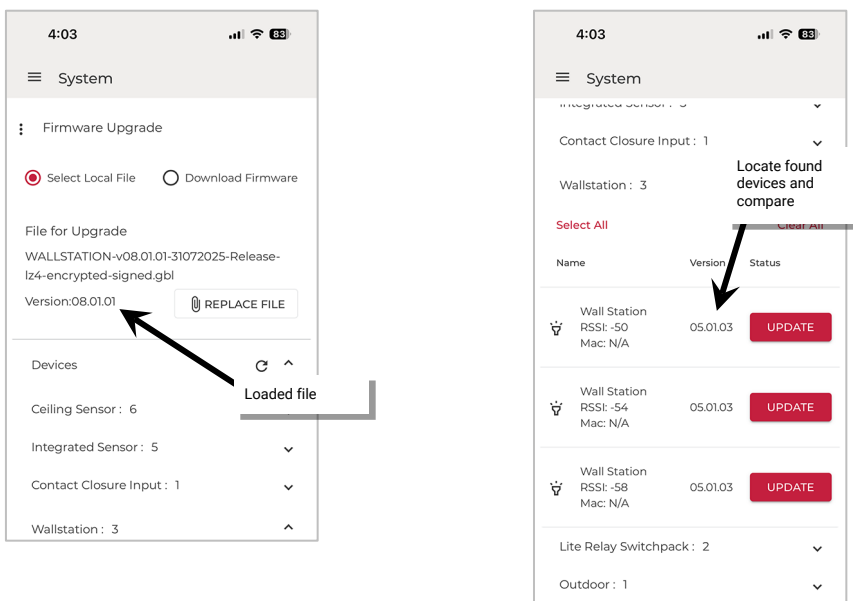 4:03
83
System
Firmware Upgrade
Select Local File
Download Firmware
File for Upgrade
WALLSTATION-v08.01.01-31072025-Release-
lz4-encrypted-signed.gbl
Version:08.01.01
REPLACE FILE
Devices
Loaded file
Ceiling Sensor : 6
Integrated Sensor : 5
Contact Closure Input : 1
Wallstation : 3
4:03
83
System
Integrated Sensor : 5
Contact Closure Input : 1
Locate found
devices and
compare
Wallstation : 3
Select All
Clear All
Name
Version
Status
Wall Station
RSSI: -50
Mac: N/A
05.01.03
UPDATE
Wall Station
RSSI: -54
Mac: N/A
05.01.03
UPDATE
Wall Station
RSSI: -58
Mac: N/A
05.01.03
UPDATE
Lite Relay Switchpack : 2
Outdoor : 1